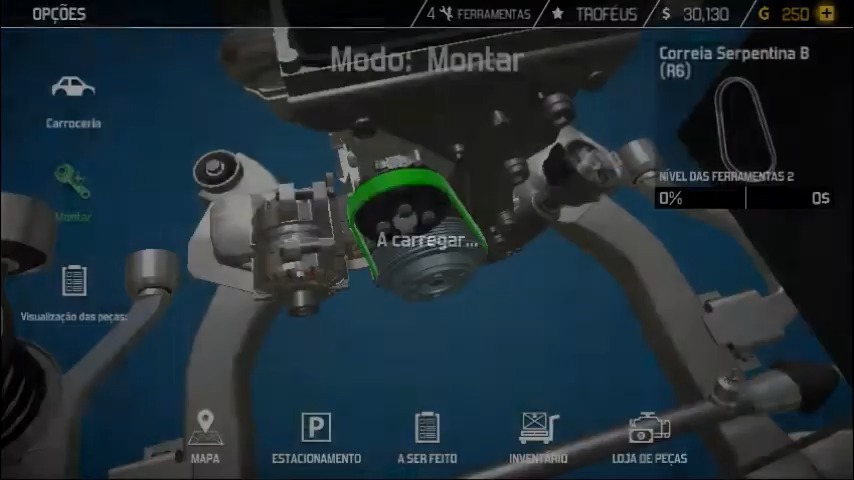 OPÇÕES
4 FERRAMENTAS
TROFÉUS
$ 30,130
G 250 +
Modo: Montar
Correia Serpentina B
(R6)
Carroceria
NÍVEL DAS FERRAMENTAS 2
0% 0S
Montar
A carregar...
Visualização das peças:
P
MAPA
ESTACIONAMENTO
A SER FEITO
INVENTÁRIO
LOJA DE PEÇAS